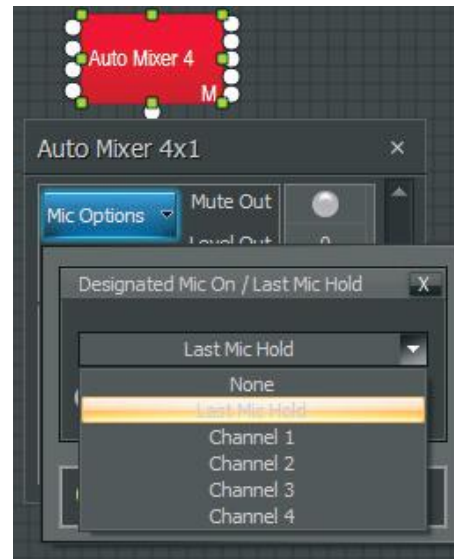 Auto Mixer 4
M
Auto Mixer 4x1 ×
Mic Options Mute Out
Level Out 0
Designated Mic On / Last Mic Hold X
Last Mic Hold
None
Last Mic Hold
Channel 1
Channel 2
Channel 3
Channel 4